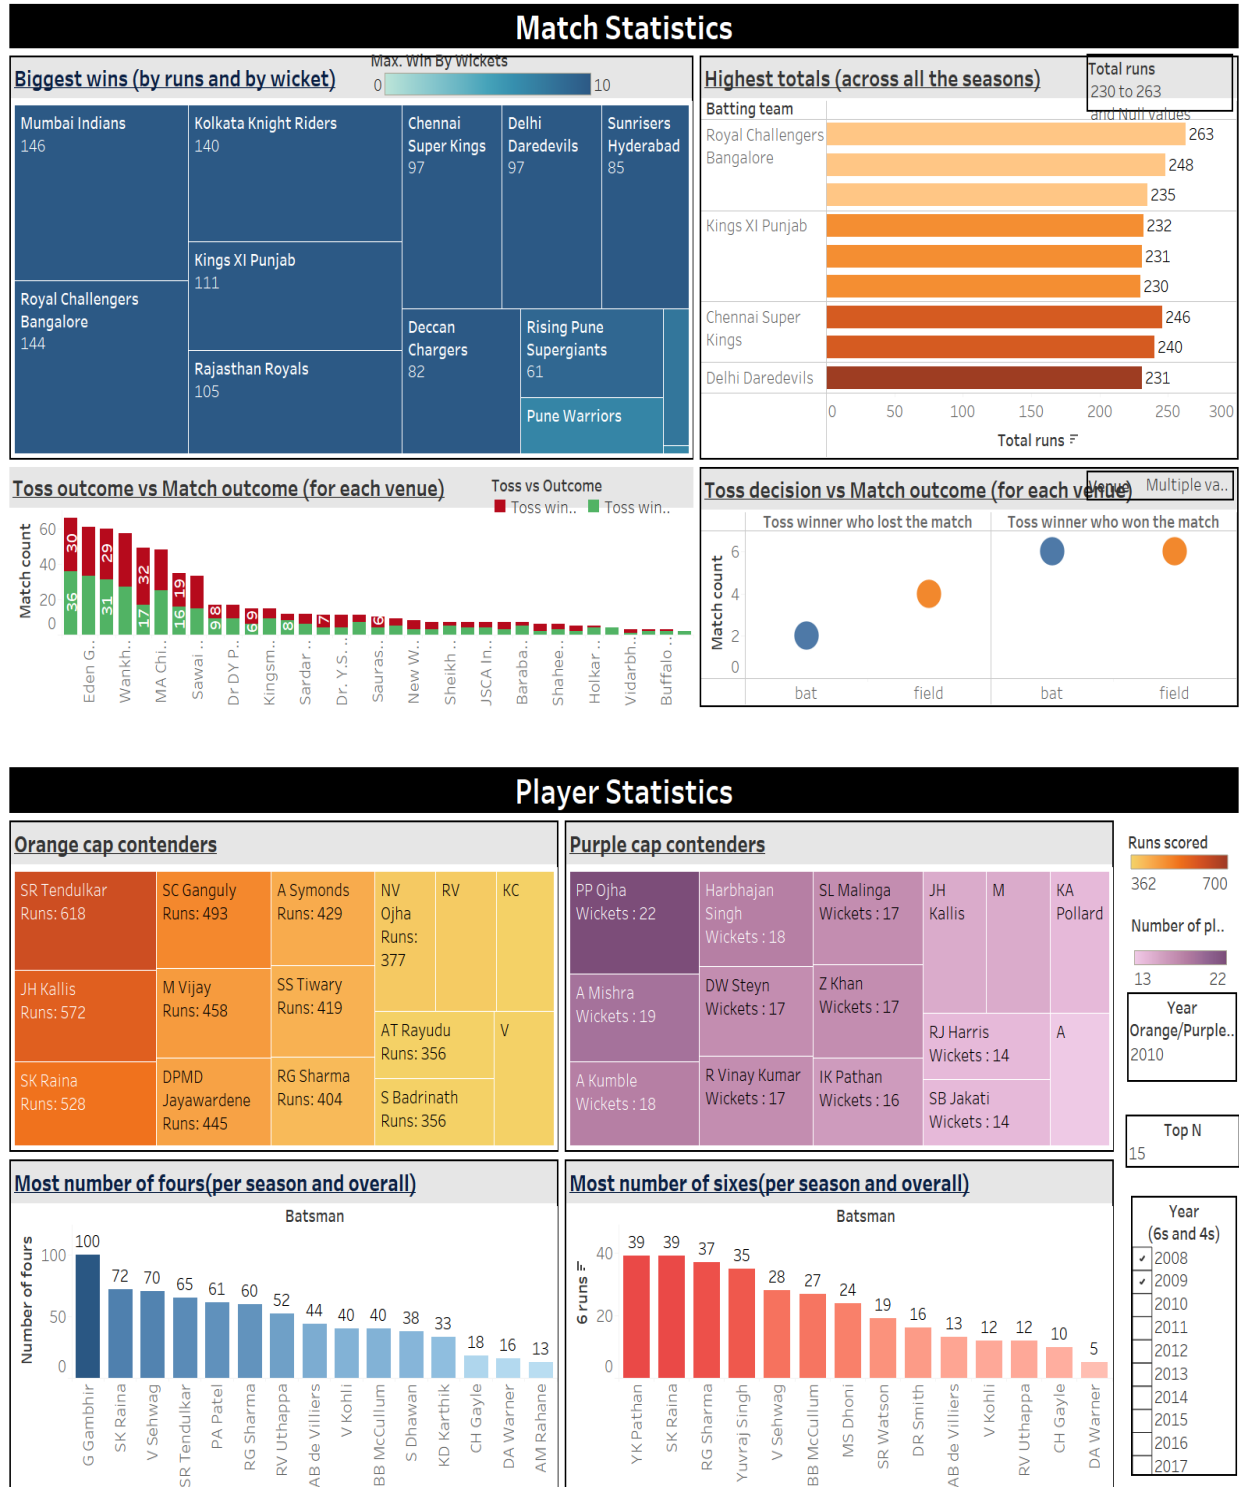 Match Statistics
Biggest wins (by runs and by wicket)
Max. Win By Wickets
0
10
Mumbai Indians
146
Royal Challengers
Bangalore
144
Kolkata Knight Riders
140
Kings XI Punjab
111
Rajasthan Royals
105
Chennai
Super Kings
97
Delhi
Daredevils
97
Sunrisers
Hyderabad
85
Deccan
Chargers
82
Rising Pune
Supergiants
61
Pune Warriors
Highest totals (across all the seasons)
Total runs
230 to 263
and Null values
Batting team
Royal Challengers
Bangalore
263
248
235
Kings XI Punjab
232
231
230
Chennai Super
Kings
246
240
Delhi Daredevils
231
0 50 100 150 200 250 300
Total runs
Toss outcome vs Match outcome (for each venue)
Toss vs Outcome
Toss win..
Toss win..
Match count
60
40
20
0
30 29 32 19 8 9 7 6
36 31 17 16 9 6 8
Eden G..
Wankh..
MA Chi..
Sawai ..
Dr DY P..
Kingsm..
Sardar ..
Dr. Y.S. ..
Sauras..
New W..
Sheikh ..
JSCA In..
Baraba..
Shahee..
Holkar ..
Vidarbh..
Buffalo ..
Toss decision vs Match outcome (for each venue)
Venue
Multiple va..
Toss winner who lost the match
Toss winner who won the match
Match count
6
4
2
0
bat field bat field
Player Statistics
Orange cap contenders
SR Tendulkar
Runs: 618
JH Kallis
Runs: 572
SK Raina
Runs: 528
SC Ganguly
Runs: 493
M Vijay
Runs: 458
DPMD
Jayawardene
Runs: 445
A Symonds
Runs: 429
SS Tiwary
Runs: 419
RG Sharma
Runs: 404
NV
Ojha
Runs:
377
RV
KC
AT Rayudu
Runs: 356
S Badrinath
Runs: 356
V
Purple cap contenders
PP Ojha
Wickets : 22
A Mishra
Wickets : 19
A Kumble
Wickets : 18
Harbhajan
Singh
Wickets : 18
DW Steyn
Wickets : 17
R Vinay Kumar
Wickets : 17
SL Malinga
Wickets : 17
Z Khan
Wickets : 17
IK Pathan
Wickets : 16
JH
Kallis
M
KA
Pollard
RJ Harris
Wickets : 14
SB Jakati
Wickets : 14
A
Runs scored
362 700
Number of pl..
13 22
Year
Orange/Purple..
2010
Top N
15
Most number of fours(per season and overall)
Batsman
Number of fours
100
50
0
100 72 70 65 61 60 52 44 40 40 38 33 18 16 13
G Gambhir
SK Raina
V Sehwag
SR Tendulkar
PA Patel
RG Sharma
RV Uthappa
AB de Villiers
V Kohli
BB McCullum
S Dhawan
KD Karthik
CH Gayle
DA Warner
AM Rahane
Most number of sixes(per season and overall)
Batsman
6 runs
40
20
0
39 39 37 35 28 27 24 19 16 13 12 12 10 5
YK Pathan
SK Raina
RG Sharma
Yuvraj Singh
V Sehwag
BB McCullum
MS Dhoni
SR Watson
DR Smith
AB de Villiers
V Kohli
RV Uthappa
CH Gayle
DA Warner
Year
(6s and 4s)
2008
2009
2010
2011
2012
2013
2014
2015
2016
2017